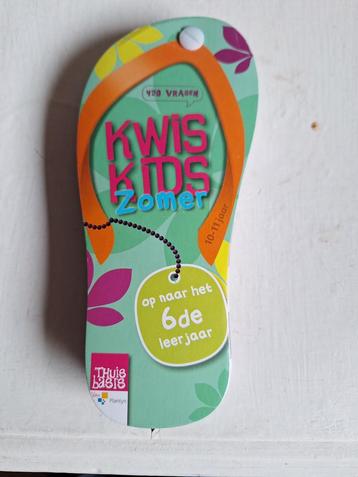 400 VRAGEN
KWIS
KIDS
Zomer
10-11 jaar
op naar het
6de
leerjaar
THUIS
basis
Plantyn